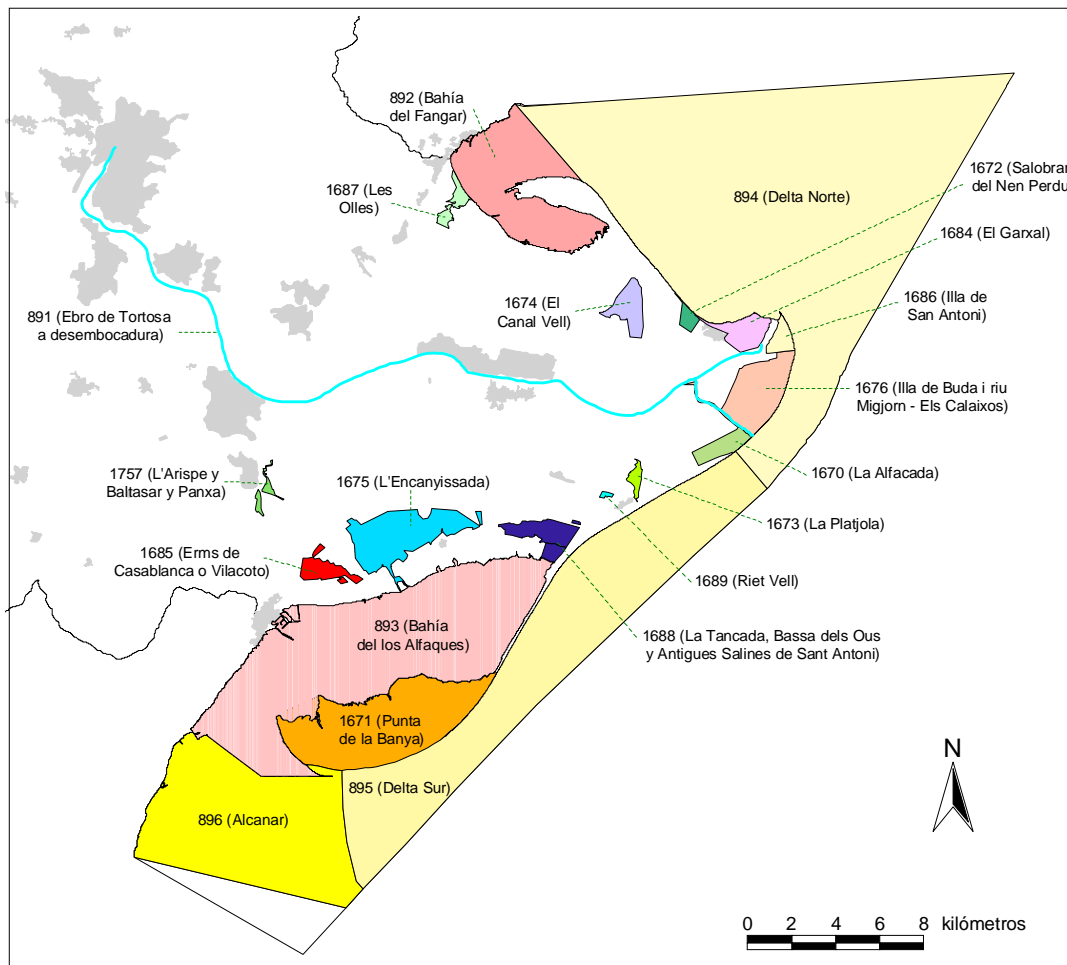 892 (Bahía
del Fangar)
1672 (Salobrar
del Nen Perdu
1687 (Les
Olles)
894 (Delta Norte)
1684 (El Garxal)
1674 (El
Canal Vell)
1686 (Illa de
San Antoni)
891 (Ebro de Tortosa
a desembocadura)
1676 (Illa de Buda i riu
Migjorn - Els Calaixos)
1757 (L'Arispe y
Baltasar y Panxa)
1675 (L'Encanyissada)
1670 (La Alfacada)
1673 (La Platjola)
1685 (Erms de
Casablanca o Vilacoto)
1689 (Riet Vell)
893 (Bahía
del los Alfaques)
1688 (La Tancada, Bassa dels Ous
y Antigues Salines de Sant Antoni)
1671 (Punta
de la Banya)
895 (Delta Sur)
896 (Alcanar)
N
0 2 4 6 8 kilómetros